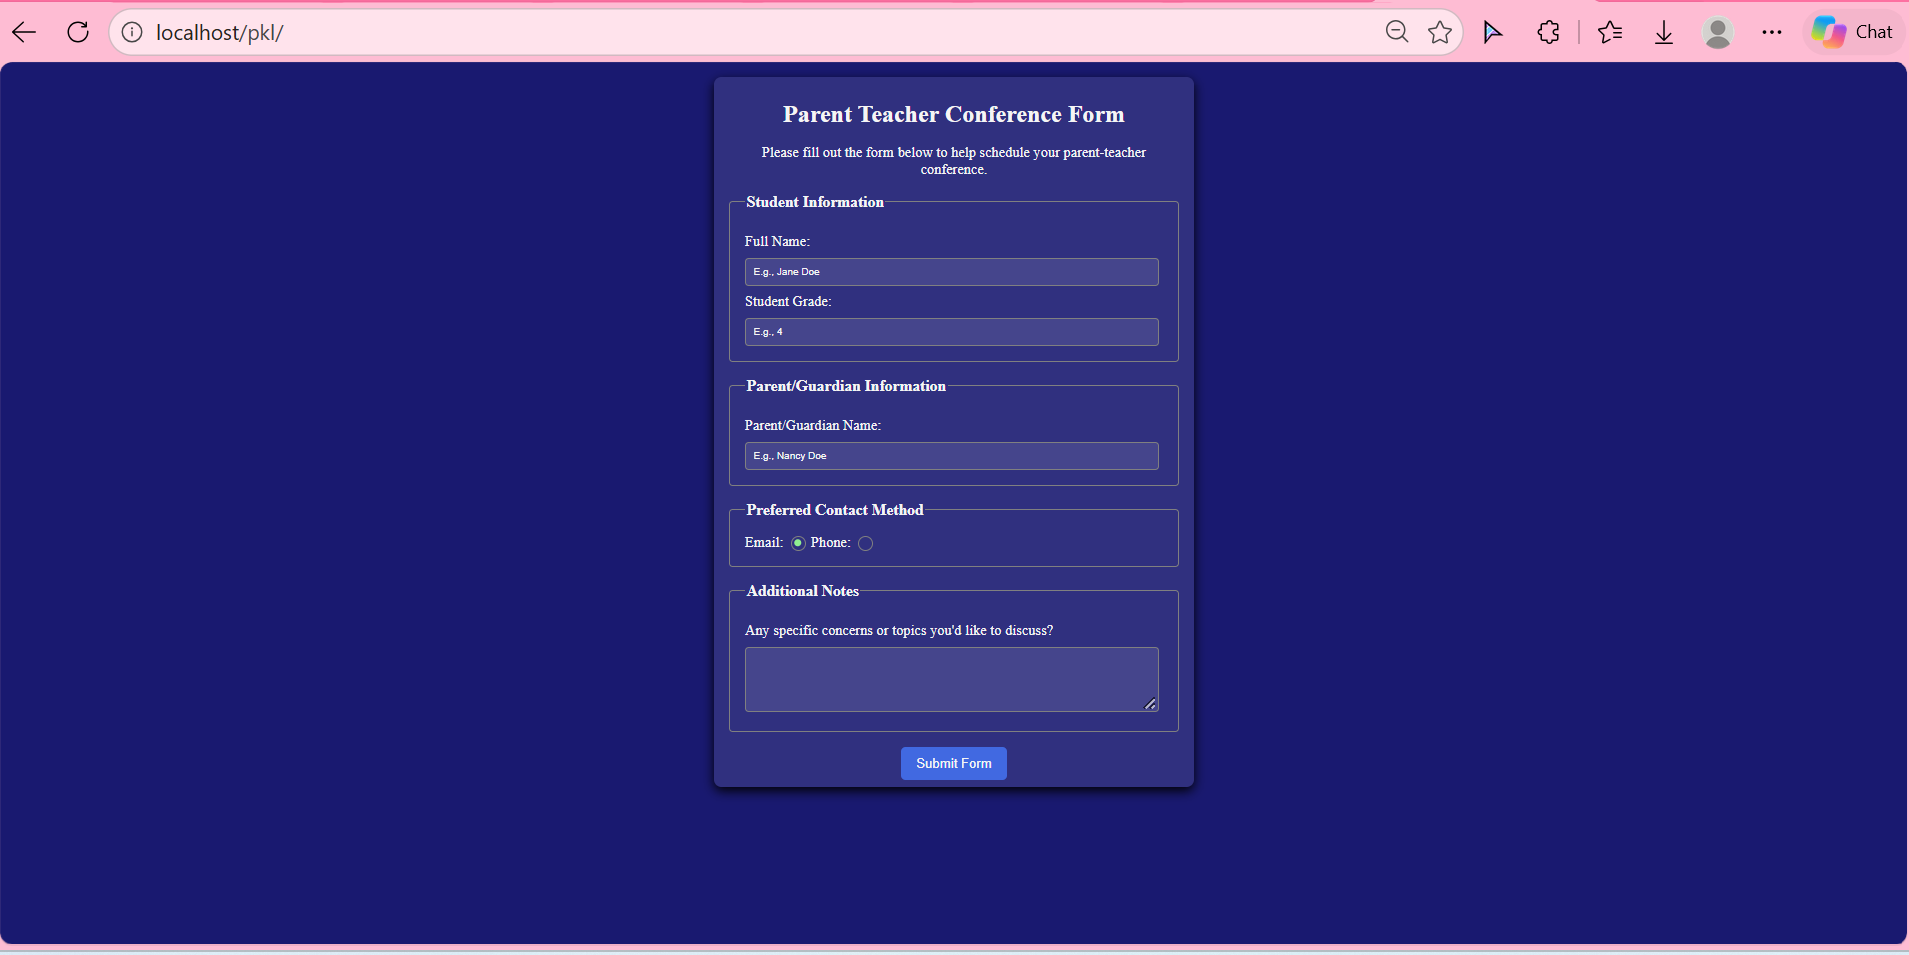 localhost/pkl/
Chat
Parent Teacher Conference Form
Please fill out the form below to help schedule your parent-teacher
conference.
Student Information
Full Name:
E.g., Jane Doe
Student Grade:
E.g., 4
Parent/Guardian Information
Parent/Guardian Name:
E.g., Nancy Doe
Preferred Contact Method
Email: Phone:
Additional Notes
Any specific concerns or topics you'd like to discuss?
Submit Form